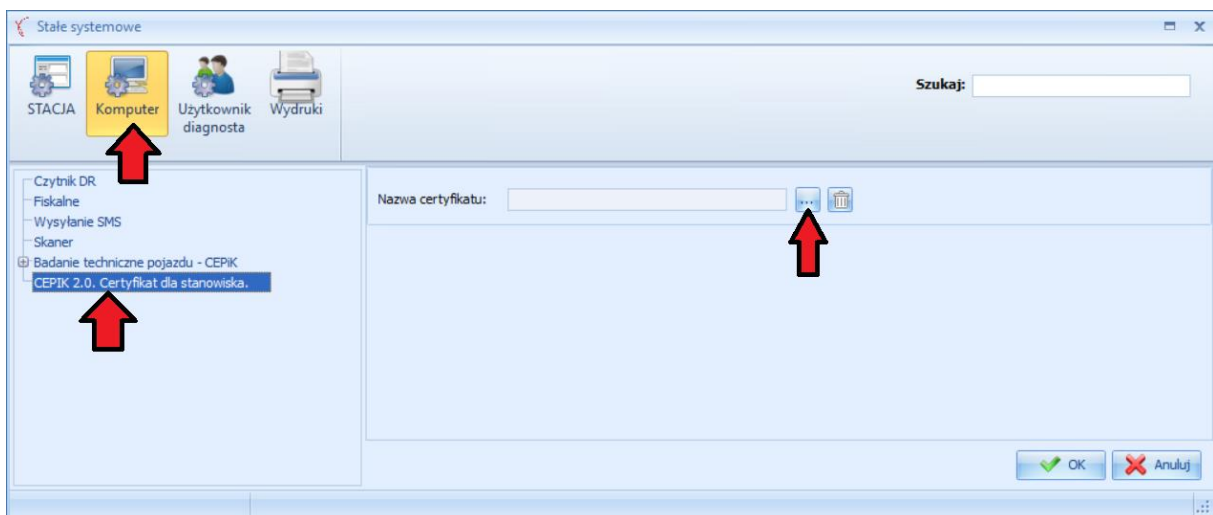 Stałe systemowe
STACJA
Komputer
Użytkownik
diagnosta
Wydruki
Szukaj:
Czytnik DR
Fiskalne
Wysyłanie SMS
Skaner
Badanie techniczne pojazdu - CEPiK
CEPIK 2.0. Certyfikat dla stanowiska.
Nazwa certyfikatu:
...
OK
Anuluj